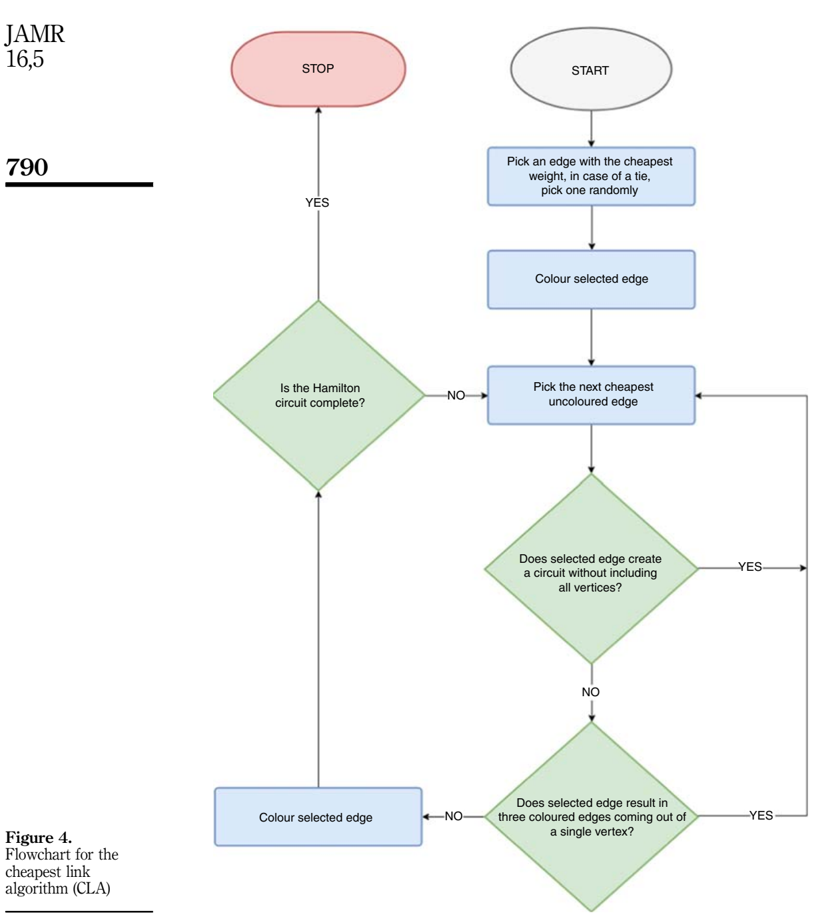 JAMR
16,5
790
STOP
START
Pick an edge with the cheapest
weight, in case of a tie,
pick one randomly
YES
Colour selected edge
Is the Hamilton
circuit complete?
NO
Pick the next cheapest
uncoloured edge
Does selected edge create
a circuit without including
all vertices?
YES
NO
Does selected edge result in
three coloured edges coming out of
a single vertex?
YES
NO
Colour selected edge
Figure 4.
Flowchart for the
cheapest link
algorithm (CLA)